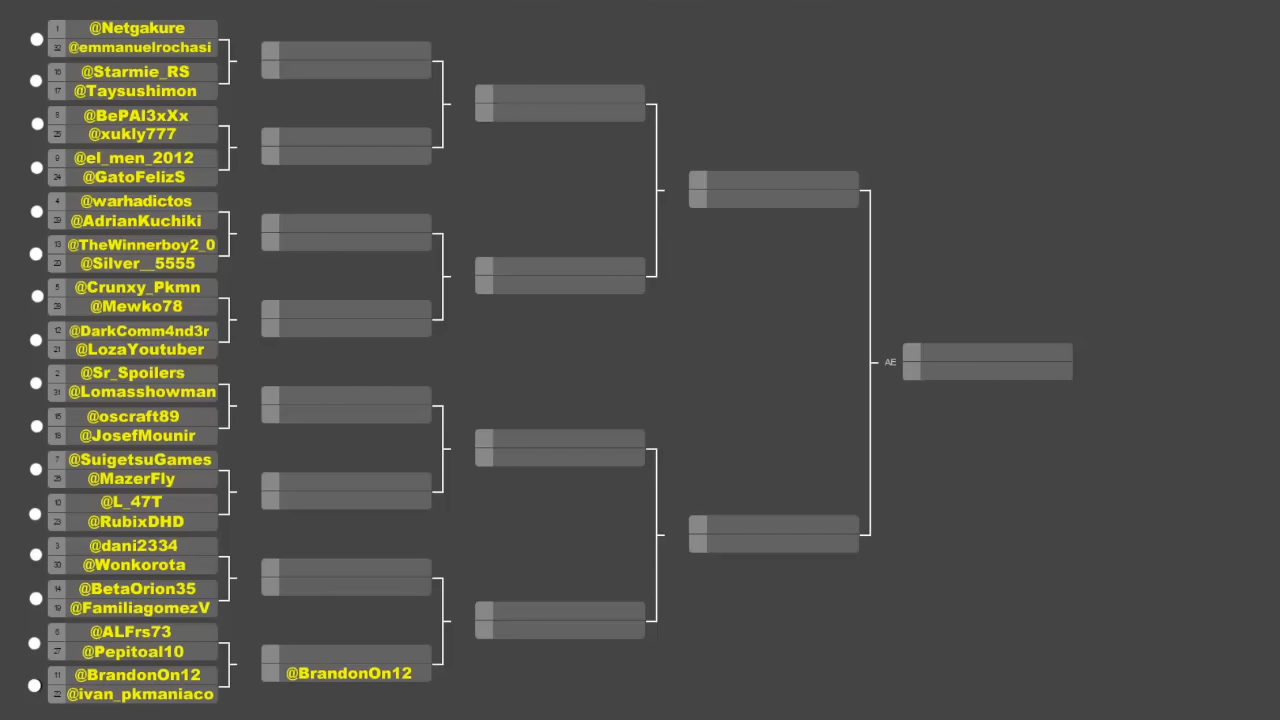 1 @Netgakure
32 @emmanuelrochasi
16 @Starmie_RS
17 @Taysushimon
8 @BePAl3xXx
25 @xukly777
9 @el_men_2012
24 @GatoFelizS
4 @warhadictos
29 @AdrianKuchiki
13 @TheWinnerboy2_0
20 @Silver__5555
5 @Crunxy_Pkmn
28 @Mewko78
12 @DarkComm4nd3r
21 @LozaYoutuber
2 @Sr_Spoilers
31 @Lomasshowman
15 @oscraft89
18 @JosefMounir
7 @SuigetsuGames
26 @MazerFly
10 @L_47T
23 @RubixDHD
3 @dani2334
30 @Wonkorota
14 @BetaOrion35
19 @FamiliagomezV
6 @ALFrs73
27 @Pepitoal10
11 @BrandonOn12
22 @ivan_pkmaniaco
@BrandonOn12
AE